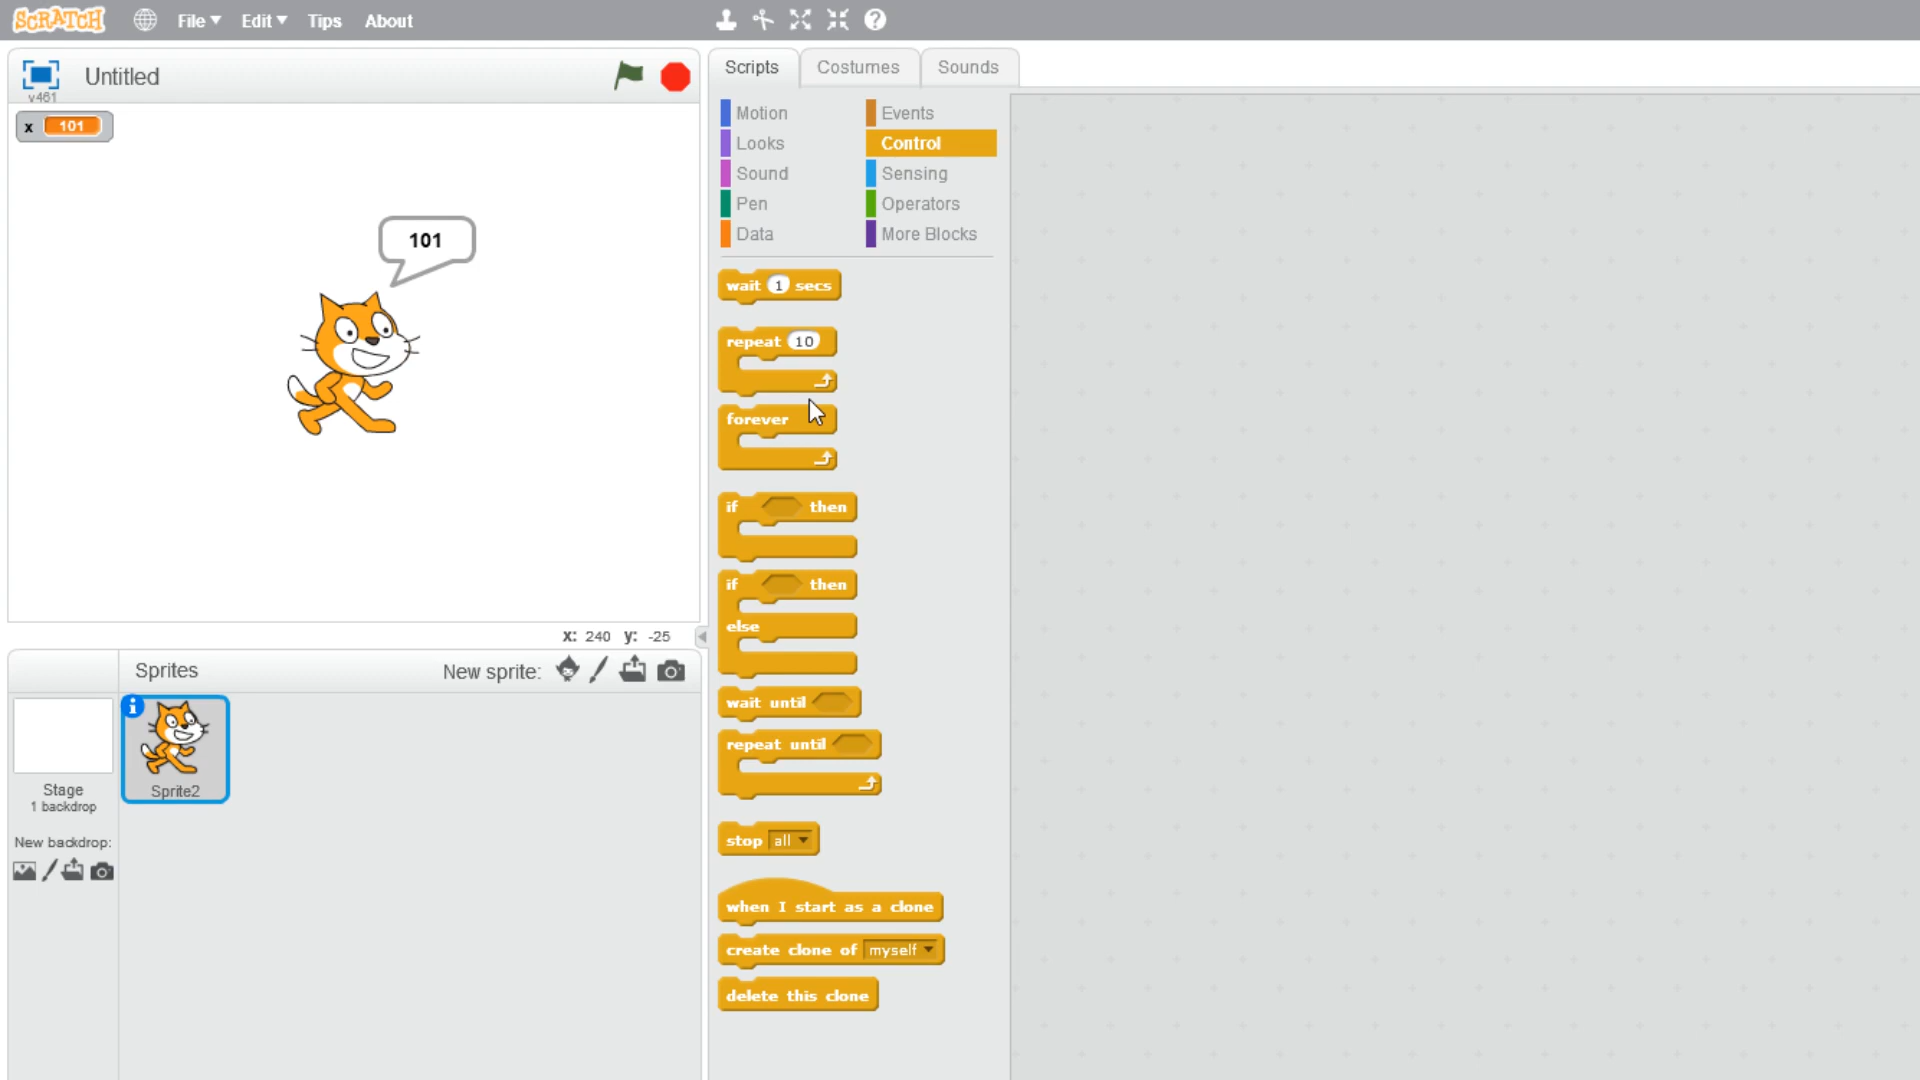 SCRATCH File Edit Tips About
Untitled
v461
x 101
101
x: 240 y: -25
Sprites New sprite:
Sprite2
Stage
1 backdrop
New backdrop:
Scripts Costumes Sounds
Motion Events
Looks Control
Sound Sensing
Pen Operators
Data More Blocks
wait 1 secs
repeat 10
forever
if then
if then
else
wait until
repeat until
stop all
when I start as a clone
create clone of myself
delete this clone